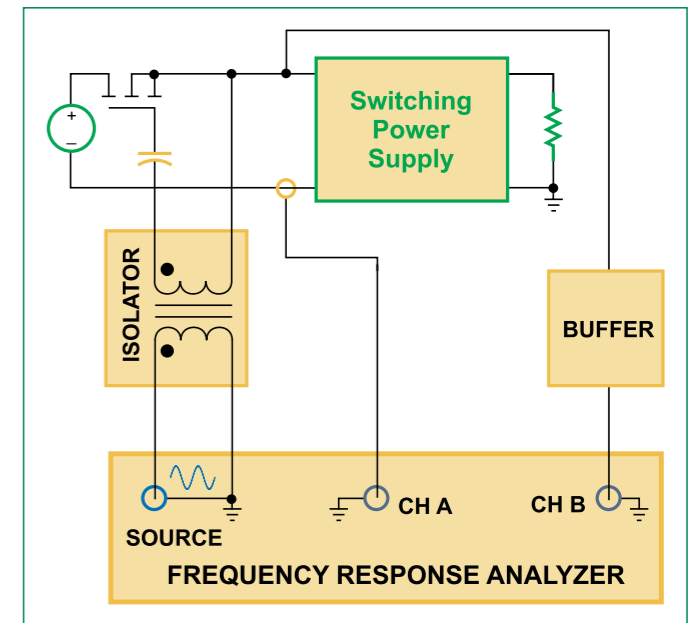 +
–
Switching
Power
Supply
ISOLATOR
BUFFER
SOURCE
CH A
CH B
FREQUENCY RESPONSE ANALYZER